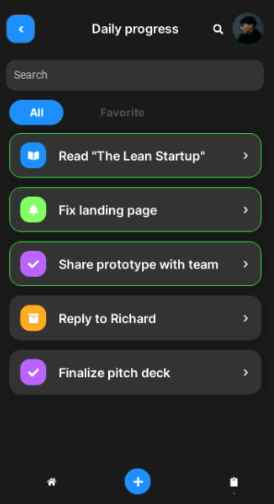 Daily progress
Search
All
Favorite
Read "The Lean Startup"
Fix landing page
Share prototype with team
Reply to Richard
Finalize pitch deck